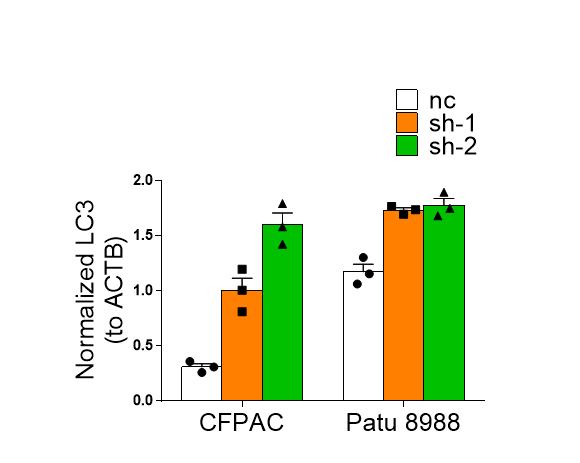 nc
sh-1
sh-2
Normalized LC3
(to ACTB)
2.0
1.5
1.0
0.5
0.0
CFPAC
Patu 8988